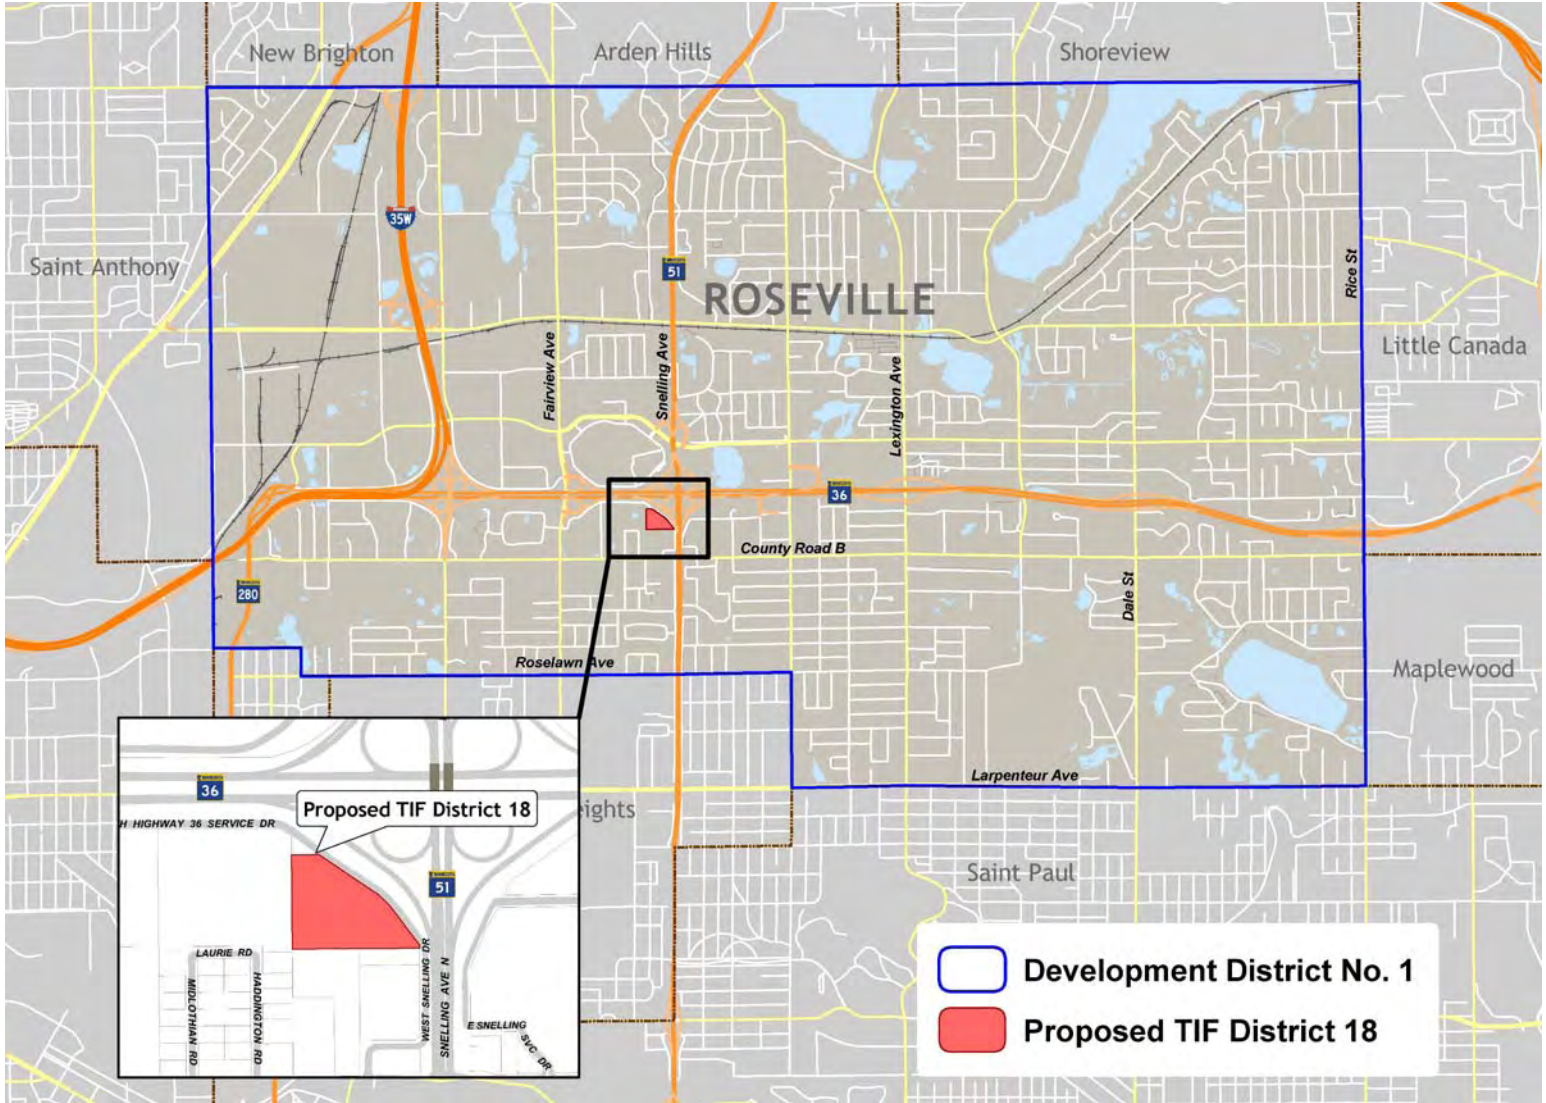 New Brighton
Arden Hills
Shoreview
35W
Saint Anthony
51
ROSEVILLE
Rice St
Little Canada
Fairview Ave
Snelling Ave
Lexington Ave
36
County Road B
280
Dale St
Roselawn Ave
Maplewood
Larpenteur Ave
eights
Saint Paul
36
Proposed TIF District 18
H HIGHWAY 36 SERVICE DR
51
LAURIE RD
MIDLOTHIAN RD
HADDINGTON RD
WEST SNELLING DR
SNELLING AVE N
E SNELLING
SVC DR
Development District No. 1
Proposed TIF District 18